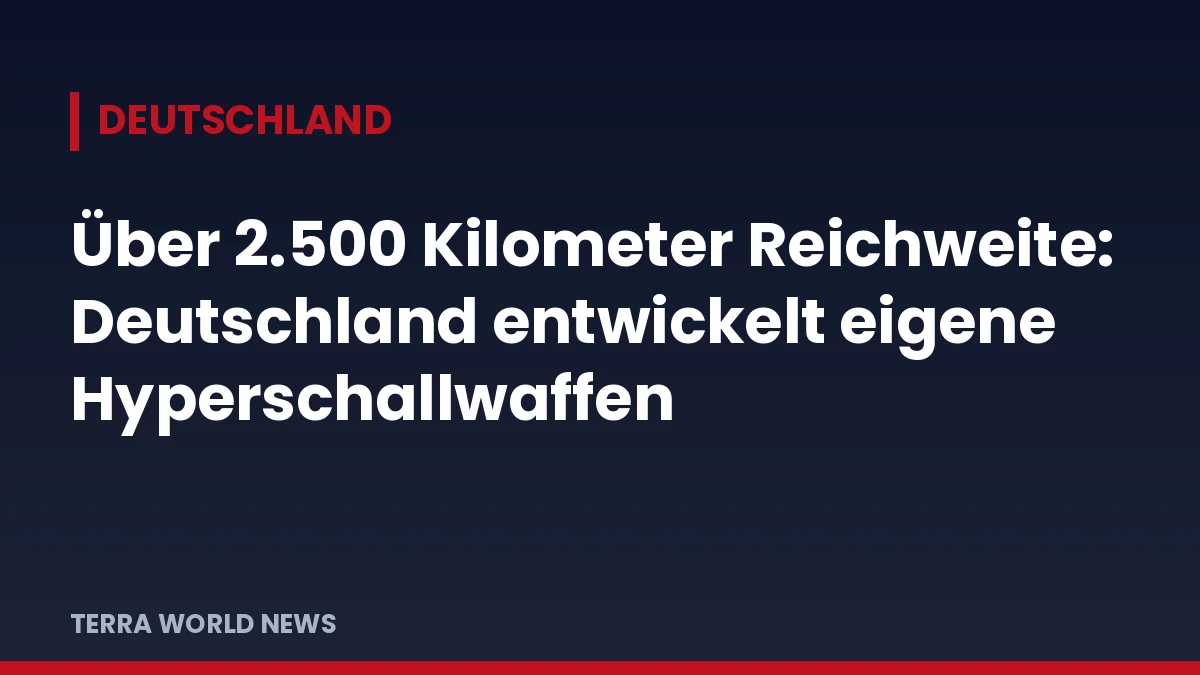 DEUTSCHLAND
Über 2.500 Kilometer Reichweite:
Deutschland entwickelt eigene
Hyperschallwaffen
TERRA WORLD NEWS